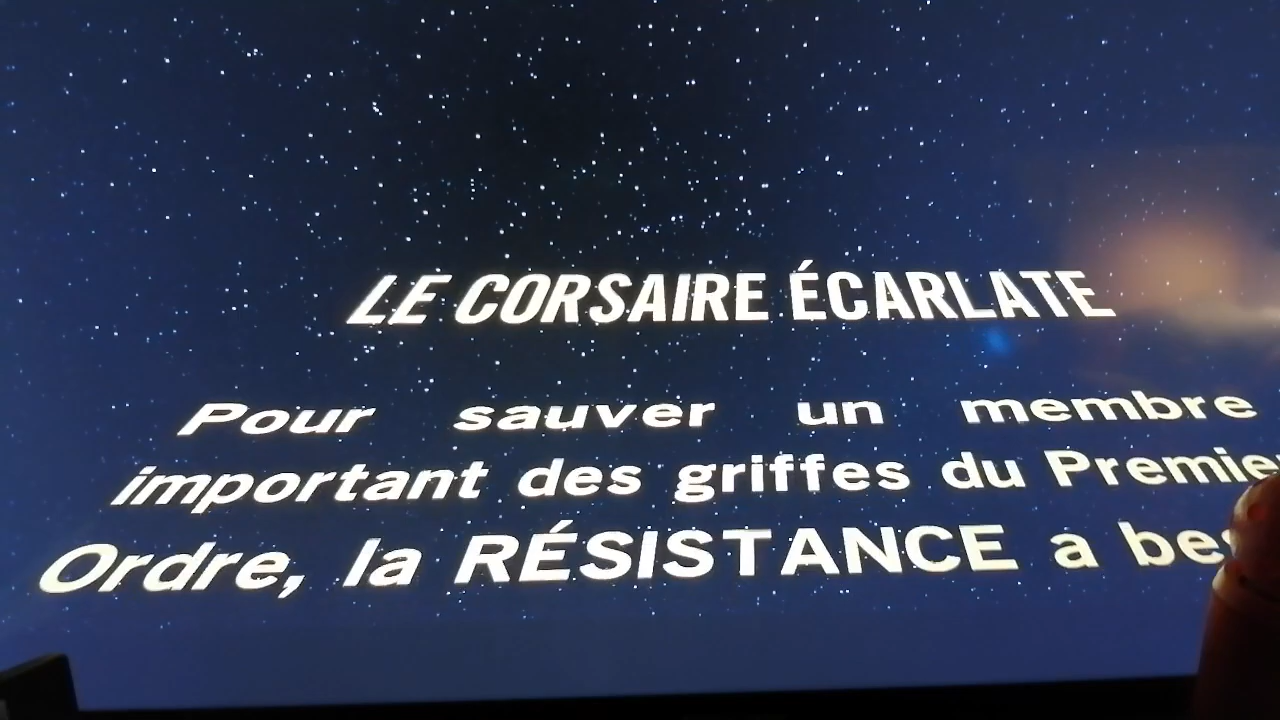 LE CORSAIRE ÉCARLATE
Pour sauver un membre
important des griffes du Premier
Ordre, la RÉSISTANCE a